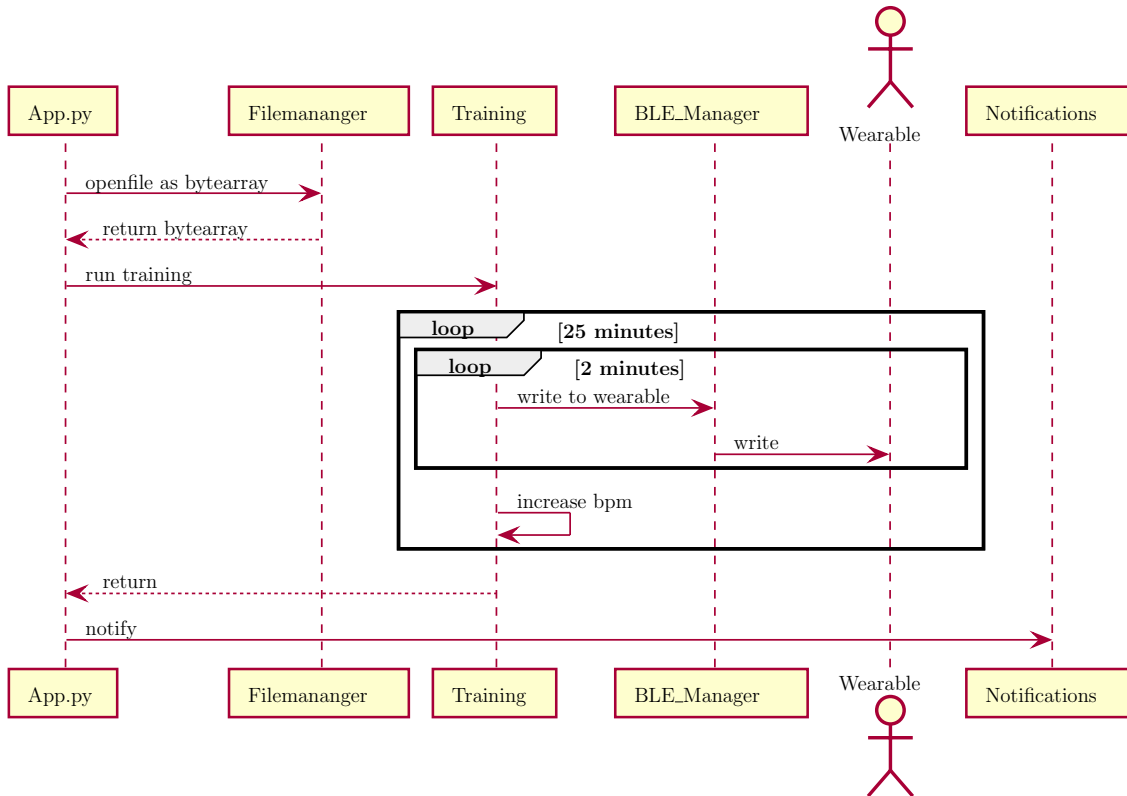 App.py
Filemananger
Training
BLE_Manager
Wearable
Notifications
openfile as bytearray
return bytearray
run training
loop
[25 minutes]
loop
[2 minutes]
write to wearable
write
increase bpm
return
notify
App.py
Filemananger
Training
BLE_Manager
Wearable
Notifications